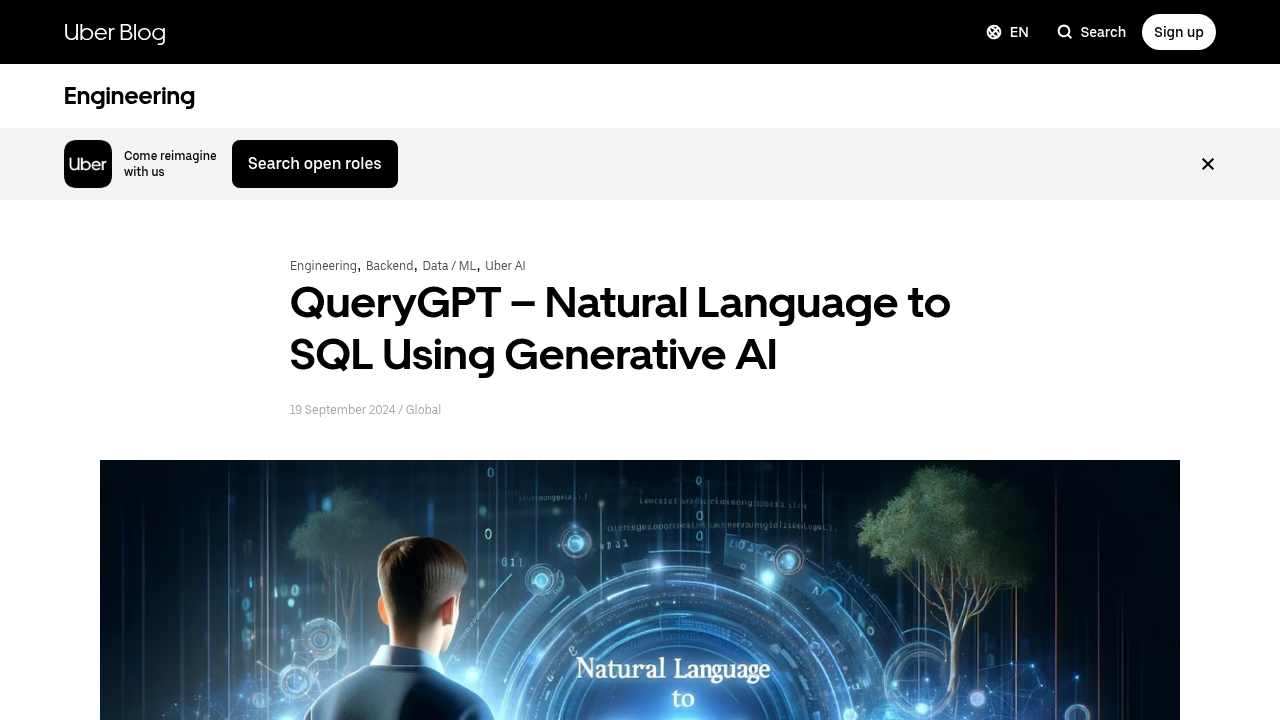 Uber Blog
EN
Search
Sign up
Engineering
Uber
Come reimagine
with us
Search open roles
Engineering, Backend, Data / ML, Uber AI
QueryGPT – Natural Language to
SQL Using Generative AI
19 September 2024 / Global
Natural Language
to